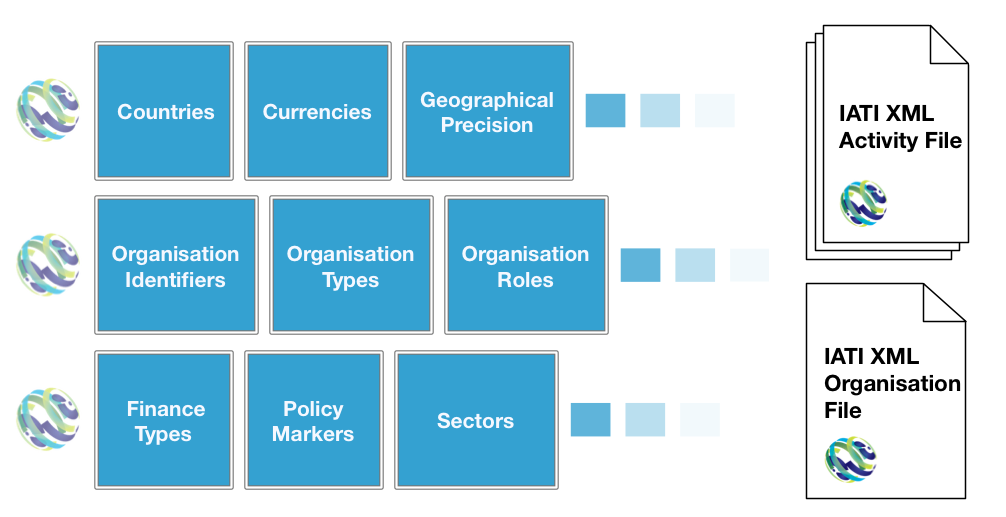 Countries
Currencies
Geographical
Precision
Organisation
Identifiers
Organisation
Types
Organisation
Roles
Finance
Types
Policy
Markers
Sectors
IATI XML
Activity File
IATI XML
Organisation
File